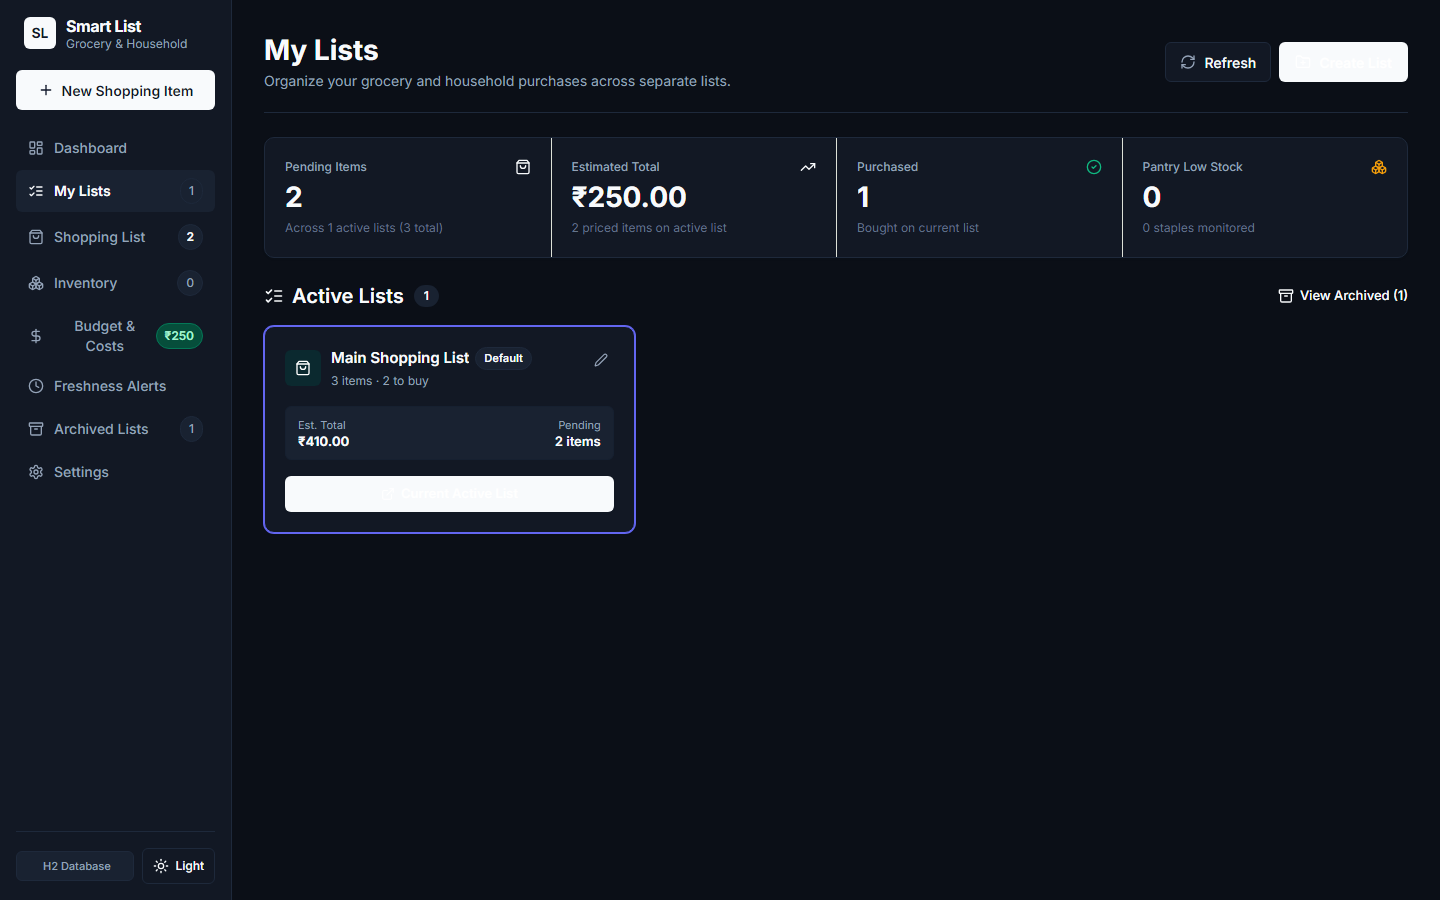 SL
Smart List
Grocery & Household
New Shopping Item
Dashboard
My Lists 1
Shopping List 2
Inventory 0
Budget &
Costs
₹250
Freshness Alerts
Archived Lists 1
Settings
H2 Database
Light
My Lists
Organize your grocery and household purchases across separate lists.
Refresh
Create List
Pending Items
2
Across 1 active lists (3 total)
Estimated Total
₹250.00
2 priced items on active list
Purchased
1
Bought on current list
Pantry Low Stock
0
0 staples monitored
Active Lists 1
View Archived (1)
Main Shopping List Default
3 items · 2 to buy
Est. Total Pending
₹410.00 2 items
Current Active List